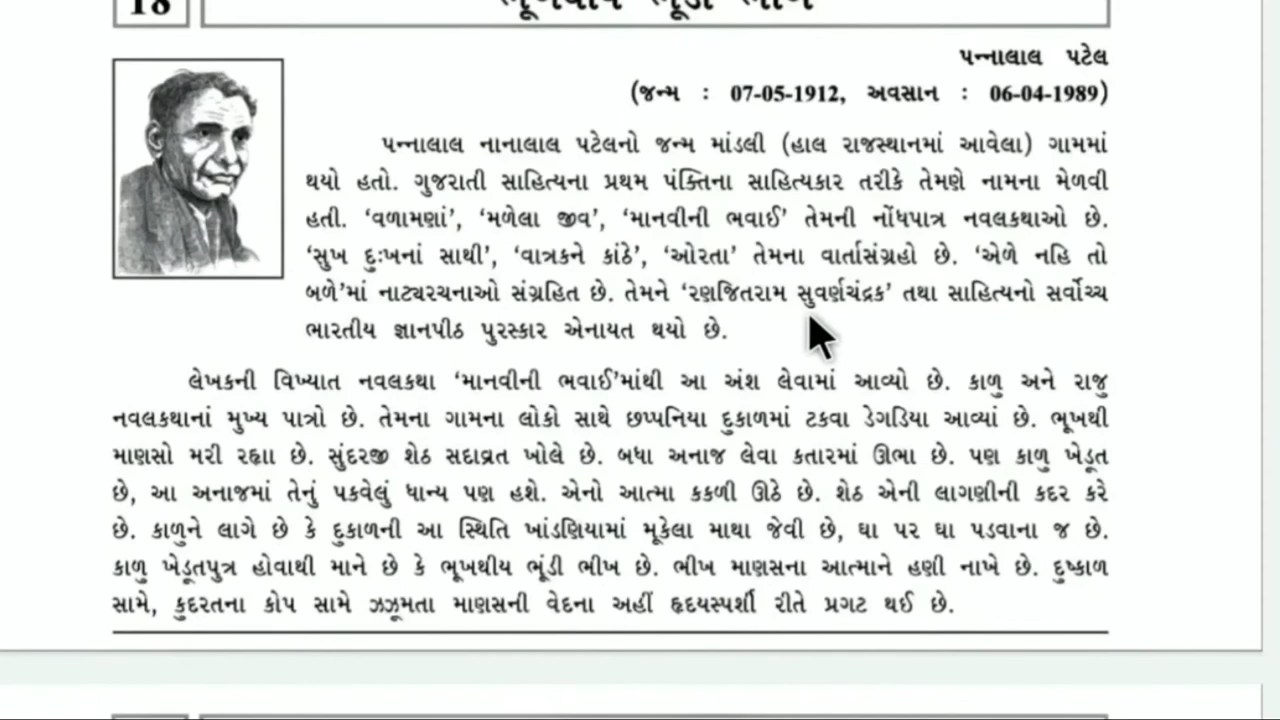 18 ભૂખથીય ભૂંડી ભીખ
પન્નાલાલ પટેલ
(જન્મ : 07-05-1912, અવસાન : 06-04-1989)
પન્નાલાલ નાનાલાલ પટેલનો જન્મ માંડલી (હાલ રાજસ્થાનમાં આવેલા) ગામમાં
થયો હતો. ગુજરાતી સાહિત્યના પ્રથમ પંક્તિના સાહિત્યકાર તરીકે તેમણે નામના મેળવી
હતી. ‘વળામણાં’, ‘મળેલા જીવ’, ‘માનવીની ભવાઈ’ તેમની નોંધપાત્ર નવલકથાઓ છે.
‘સુખ દુઃખનાં સાથી’, ‘વાત્રકને કાંઠે’, ‘ઓરતા’ તેમના વાર્તાસંગ્રહો છે. ‘એળે નહિ તો
બળે’માં નાટ્યરચનાઓ સંગ્રહિત છે. તેમને ‘રણજિતરામ સુવર્ણચંદ્રક’ તથા સાહિત્યનો સર્વોચ્ચ
ભારતીય જ્ઞાનપીઠ પુરસ્કાર એનાયત થયો છે.
લેખકની વિખ્યાત નવલકથા ‘માનવીની ભવાઈ’માંથી આ અંશ લેવામાં આવ્યો છે. કાળુ અને રાજુ
નવલકથાનાં મુખ્ય પાત્રો છે. તેમના ગામના લોકો સાથે છપ્પનિયા દુકાળમાં ટકવા ડેગડિયા આવ્યાં છે. ભૂખથી
માણસો મરી રહ્યા છે. સુંદરજી શેઠ સદાવ્રત ખોલે છે. બધા અનાજ લેવા કતારમાં ઊભા છે. પણ કાળુ ખેડૂત
છે, આ અનાજમાં તેનું પકવેલું ધાન્ય પણ હશે. એનો આત્મા કકળી ઊઠે છે. શેઠ એની લાગણીની કદર કરે
છે. કાળુને લાગે છે કે દુકાળની આ સ્થિતિ ખાંડણિયામાં મૂકેલા માથા જેવી છે, ઘા પર ઘા પડવાના જ છે.
કાળુ ખેડૂતપુત્ર હોવાથી માને છે કે ભૂખથીય ભૂંડી ભીખ છે. ભીખ માણસના આત્માને હણી નાખે છે. દુષ્કાળ
સામે, કુદરતના કોપ સામે ઝઝૂમતા માણસની વેદના અહીં હૃદયસ્પર્શી રીતે પ્રગટ થઈ છે.